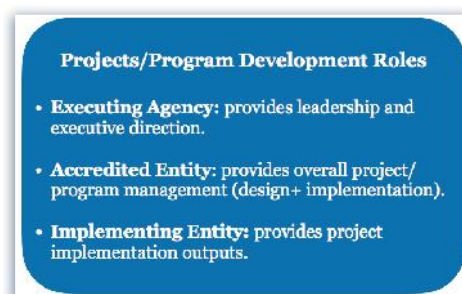 Projects/Program Development Roles
• Executing Agency: provides leadership and
executive direction.
• Accredited Entity: provides overall project/
program management (design+ implementation).
• Implementing Entity: provides project
implementation outputs.